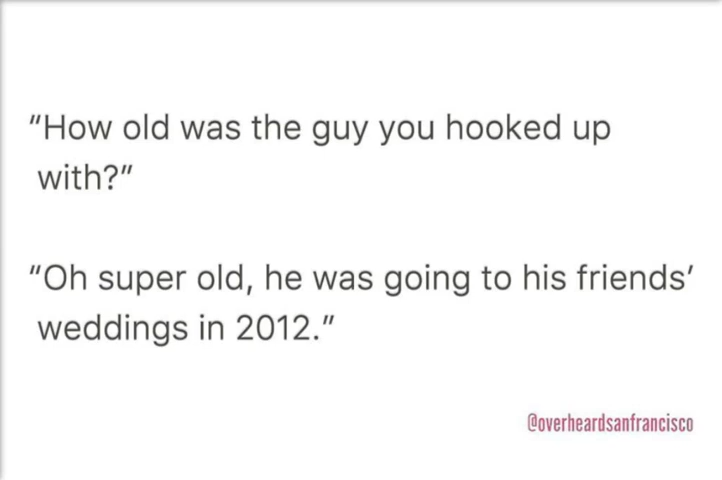 “How old was the guy you hooked up
with?”
“Oh super old, he was going to his friends’
weddings in 2012.”
@overheardsanfrancisco